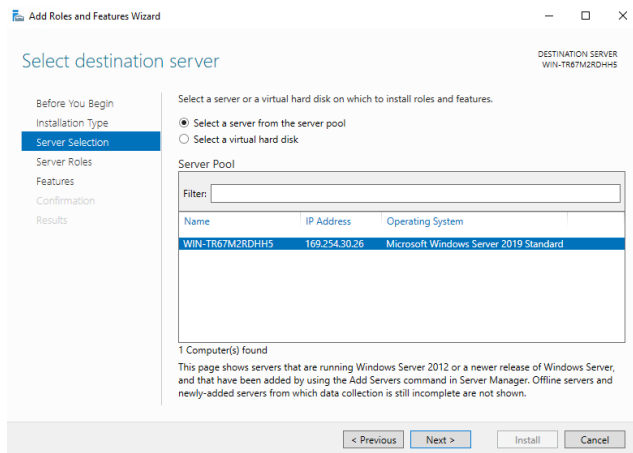 Add Roles and Features Wizard
Select destination server
DESTINATION SERVER
WIN-TR67M2RDHH5
Before You Begin
Installation Type
Server Selection
Server Roles
Features
Confirmation
Results
Select a server or a virtual hard disk on which to install roles and features.
Select a server from the server pool
Select a virtual hard disk
Server Pool
Filter:
Name IP Address Operating System
WIN-TR67M2RDHH5 169.254.30.26 Microsoft Windows Server 2019 Standard
1 Computer(s) found
This page shows servers that are running Windows Server 2012 or a newer release of Windows Server,
and that have been added by using the Add Servers command in Server Manager. Offline servers and
newly-added servers from which data collection is still incomplete are not shown.
< Previous Next > Install Cancel